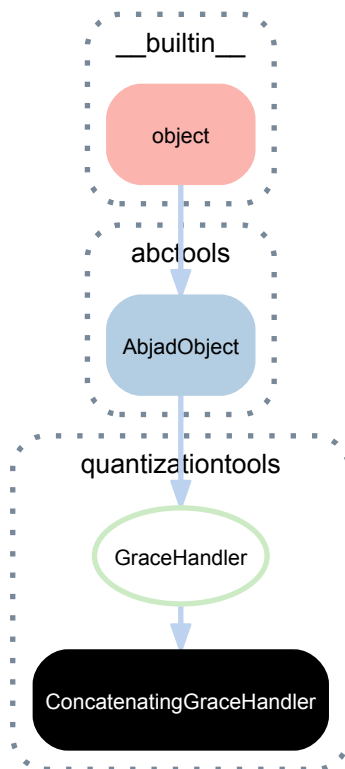 __builtin__
object
abctools
AbjadObject
quantizationtools
GraceHandler
ConcatenatingGraceHandler